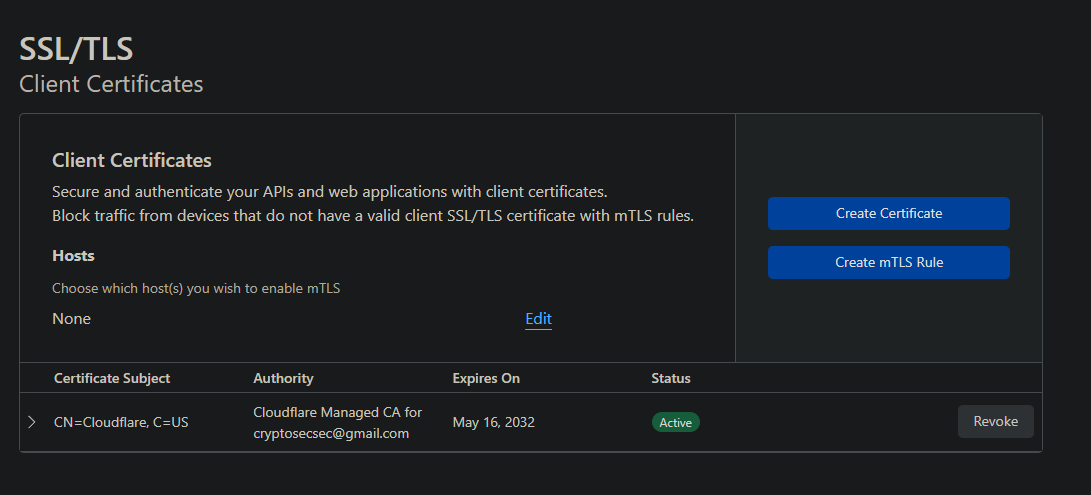 SSL/TLS
Client Certificates
Client Certificates
Secure and authenticate your APIs and web applications with client certificates.
Block traffic from devices that do not have a valid client SSL/TLS certificate with mTLS rules.
Hosts
Choose which host(s) you wish to enable mTLS
None
Edit
Create Certificate
Create mTLS Rule
Certificate Subject Authority Expires On Status
CN=Cloudflare, C=US
Cloudflare Managed CA for
cryptosecsec@gmail.com
May 16, 2032
Active
Revoke